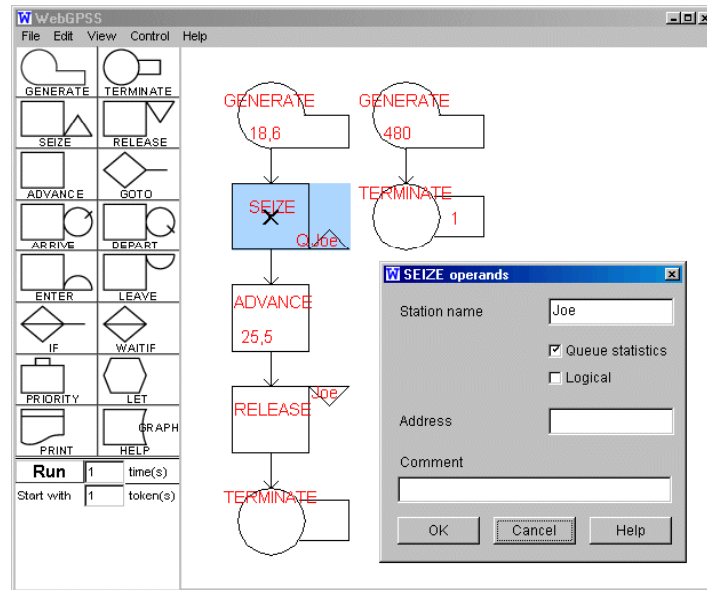 WebGPSS
File Edit View Control Help
GENERATE TERMINATE
SEIZE RELEASE
ADVANCE GOTO
ARRIVE DEPART
ENTER LEAVE
IF WAITIF
PRIORITY LET
GRAPH
PRINT HELP
Run 1 time(s)
Start with 1 token(s)
GENERATE
18,6
SEIZE
QJoe
ADVANCE
25,5
Joe
RELEASE
TERMINATE
GENERATE
480
TERMINATE
1
SEIZE operands
Station name Joe
Queue statistics
Logical
Address
Comment
OK Cancel Help